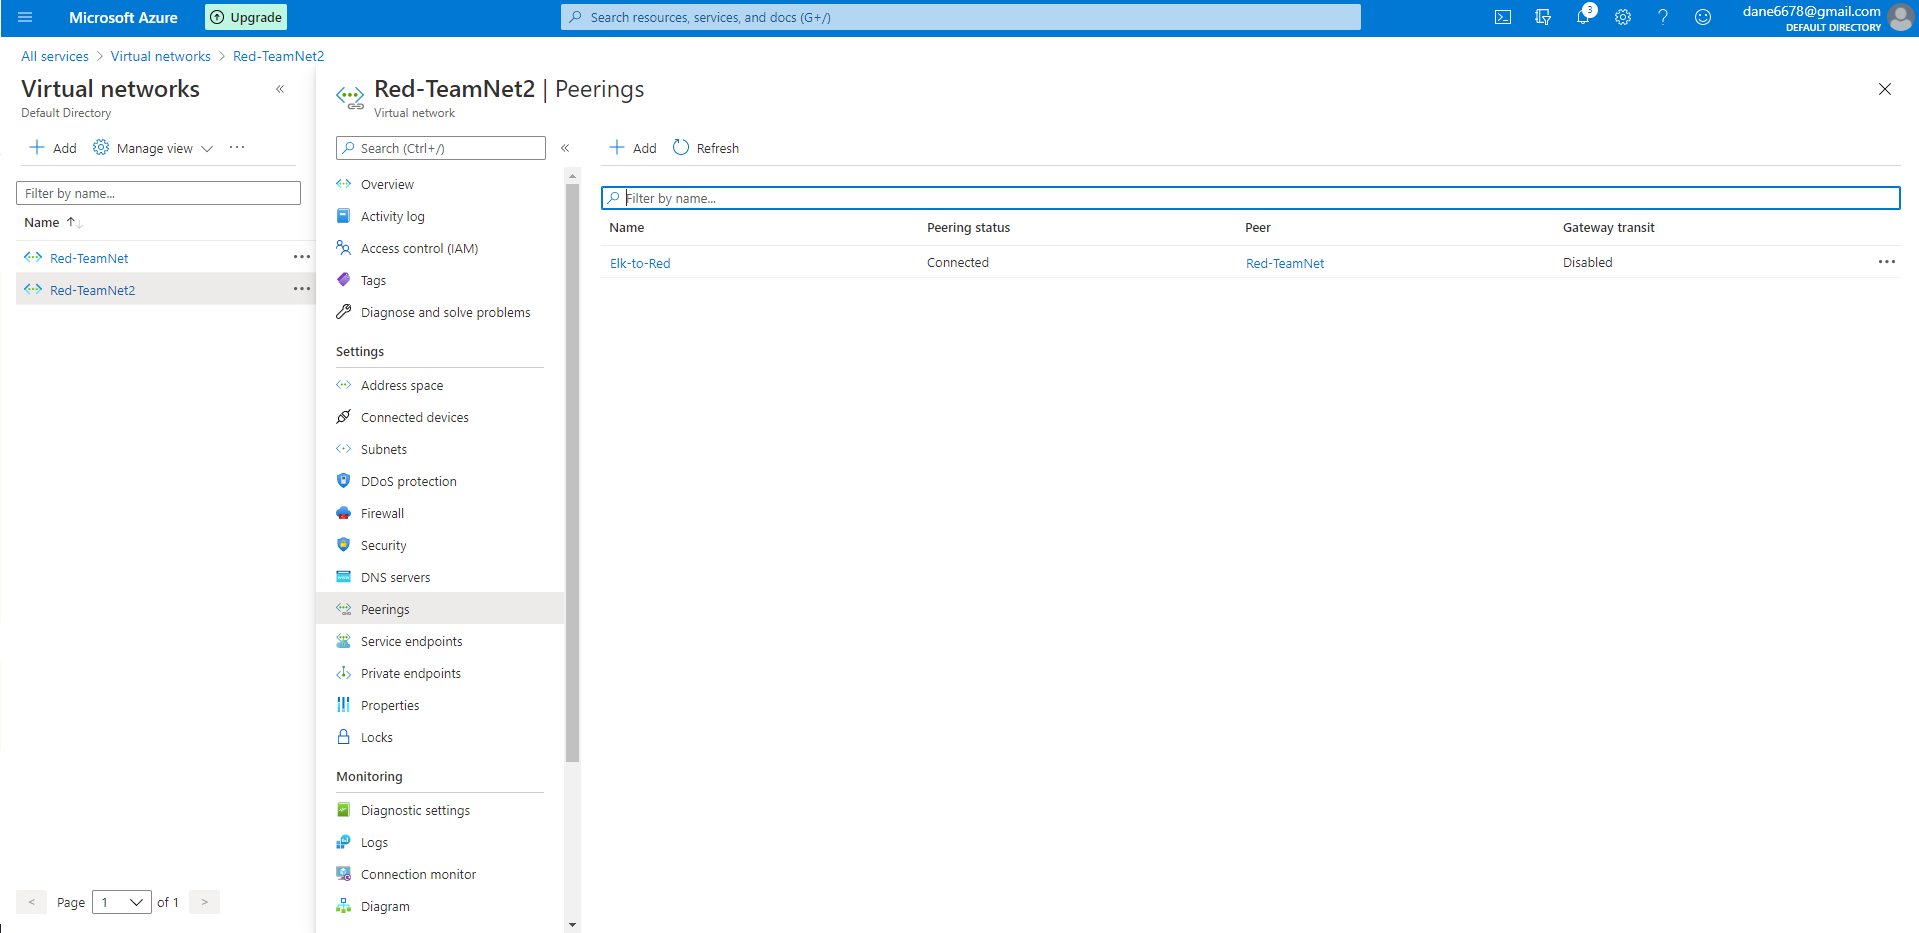 Microsoft Azure
Upgrade
Search resources, services, and docs (G+/)
3
dane6678@gmail.com
DEFAULT DIRECTORY
All services > Virtual networks > Red-TeamNet2
Virtual networks
Default Directory
Add
Manage view
Filter by name...
Name
Red-TeamNet
Red-TeamNet2
Page 1 of 1
Red-TeamNet2 | Peerings
Virtual network
Search (Ctrl+/)
Overview
Activity log
Access control (IAM)
Tags
Diagnose and solve problems
Settings
Address space
Connected devices
Subnets
DDoS protection
Firewall
Security
DNS servers
Peerings
Service endpoints
Private endpoints
Properties
Locks
Monitoring
Diagnostic settings
Logs
Connection monitor
Diagram
Add
Refresh
Filter by name...
Name Peering status Peer Gateway transit
Elk-to-Red Connected Red-TeamNet Disabled